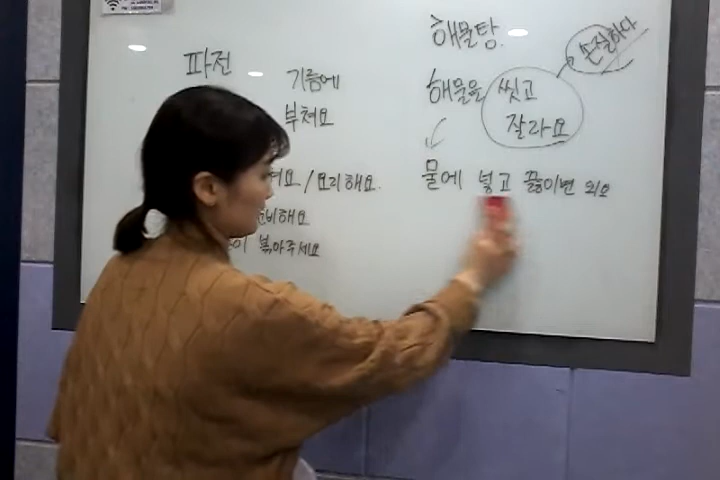 파전
기름에
부쳐요
요 / 요리해요.
비해요
볶아주세요
해물탕.
손질하다
해물을 씻고
잘라요
물에 넣고 끓이면 되요